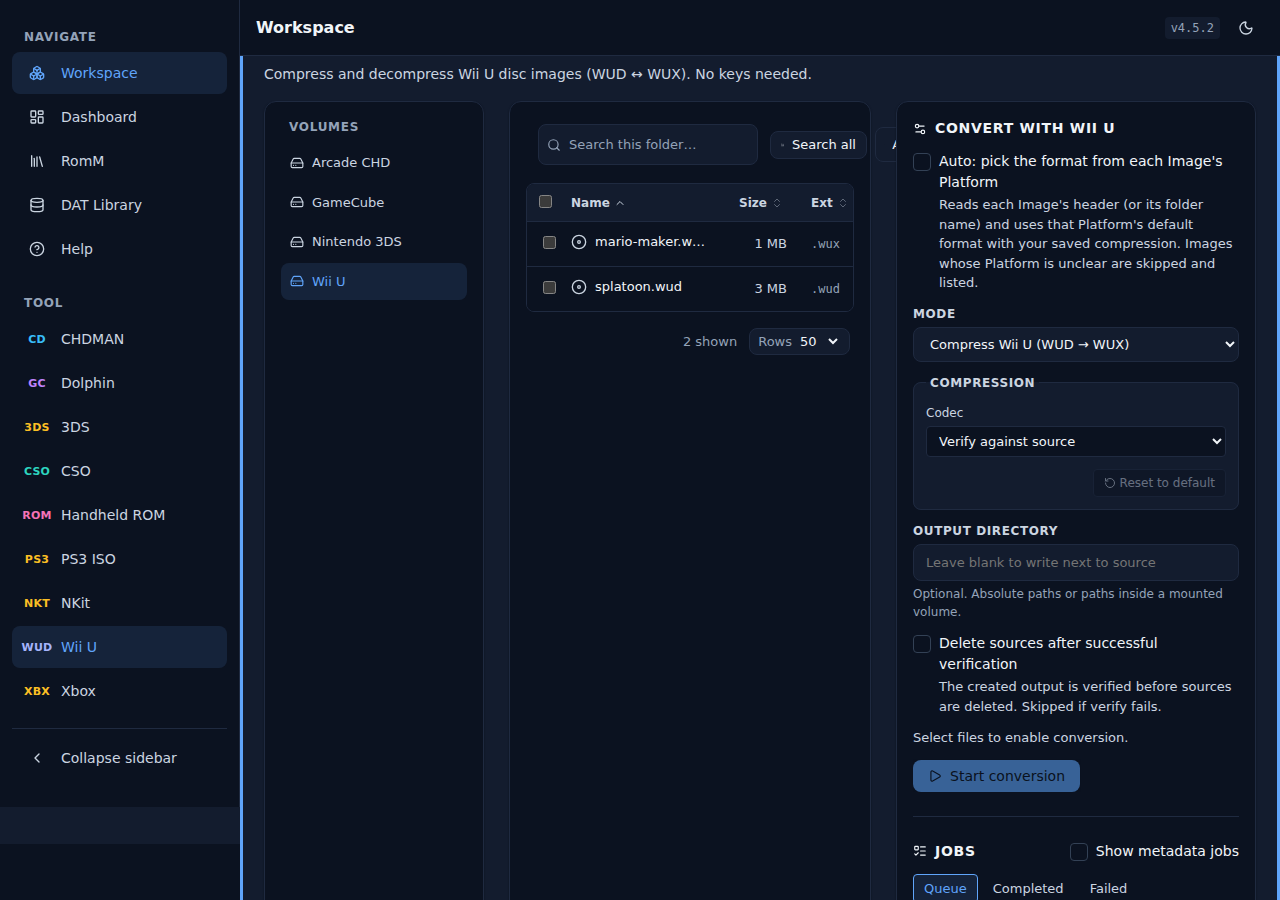 NAVIGATE
Workspace
Dashboard
RomM
DAT Library
Help
TOOL
CD CHDMAN
GC Dolphin
3DS 3DS
CSO CSO
ROM Handheld ROM
PS3 PS3 ISO
NKT NKit
WUD Wii U
XBX Xbox
Collapse sidebar
Workspace
v4.5.2
Compress and decompress Wii U disc images (WUD ↔ WUX). No keys needed.
VOLUMES
Arcade CHD
GameCube
Nintendo 3DS
Wii U
Search this folder… Search all
Name Size Ext
mario-maker.w… 1 MB .wux
splatoon.wud 3 MB .wud
2 shown Rows 50
CONVERT WITH WII U
Auto: pick the format from each Image's
Platform
Reads each Image's header (or its folder
name) and uses that Platform's default
format with your saved compression. Images
whose Platform is unclear are skipped and
listed.
MODE
Compress Wii U (WUD → WUX)
COMPRESSION
Codec
Verify against source
Reset to default
OUTPUT DIRECTORY
Leave blank to write next to source
Optional. Absolute paths or paths inside a mounted
volume.
Delete sources after successful
verification
The created output is verified before sources
are deleted. Skipped if verify fails.
Select files to enable conversion.
Start conversion
JOBS Show metadata jobs
Queue Completed Failed